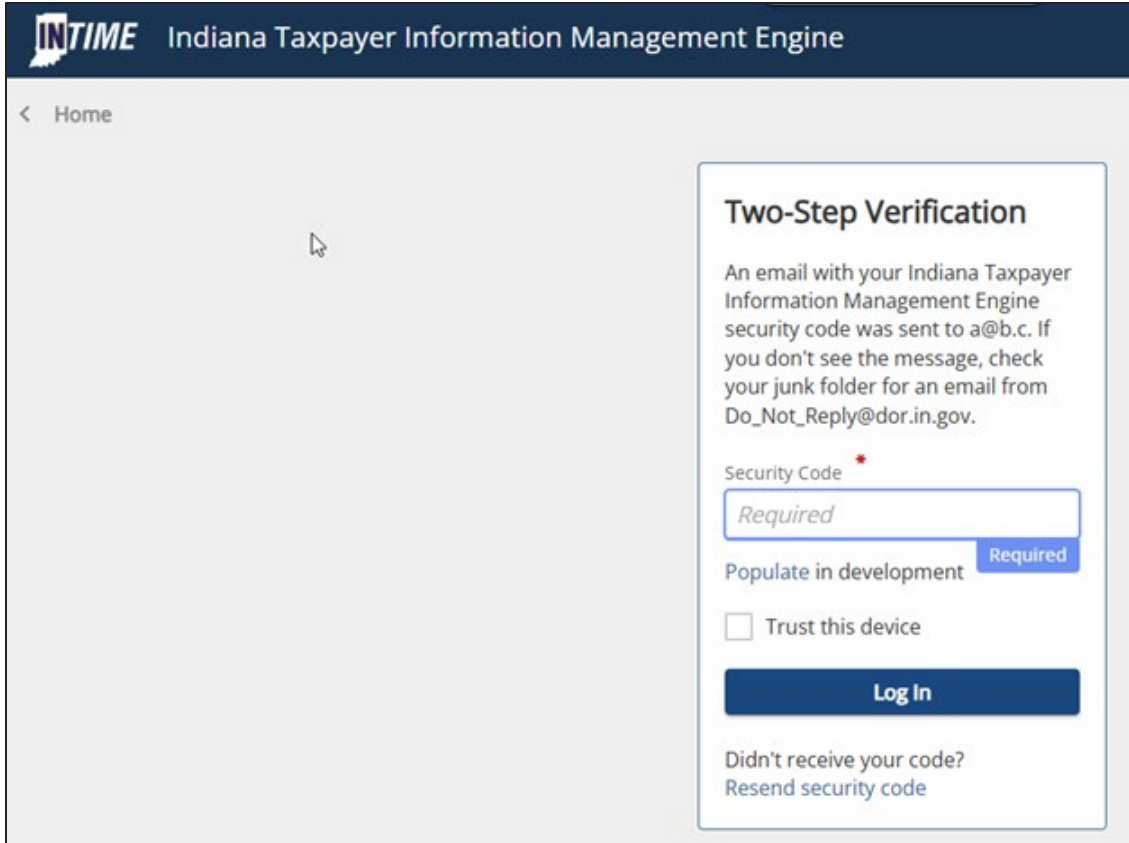 INTIME Indiana Taxpayer Information Management Engine
< Home
Two-Step Verification
An email with your Indiana Taxpayer
Information Management Engine
security code was sent to a@b.c. If
you don't see the message, check
your junk folder for an email from
Do_Not_Reply@dor.in.gov.
Security Code *
Required
Required
Populate in development
Trust this device
Log In
Didn't receive your code?
Resend security code